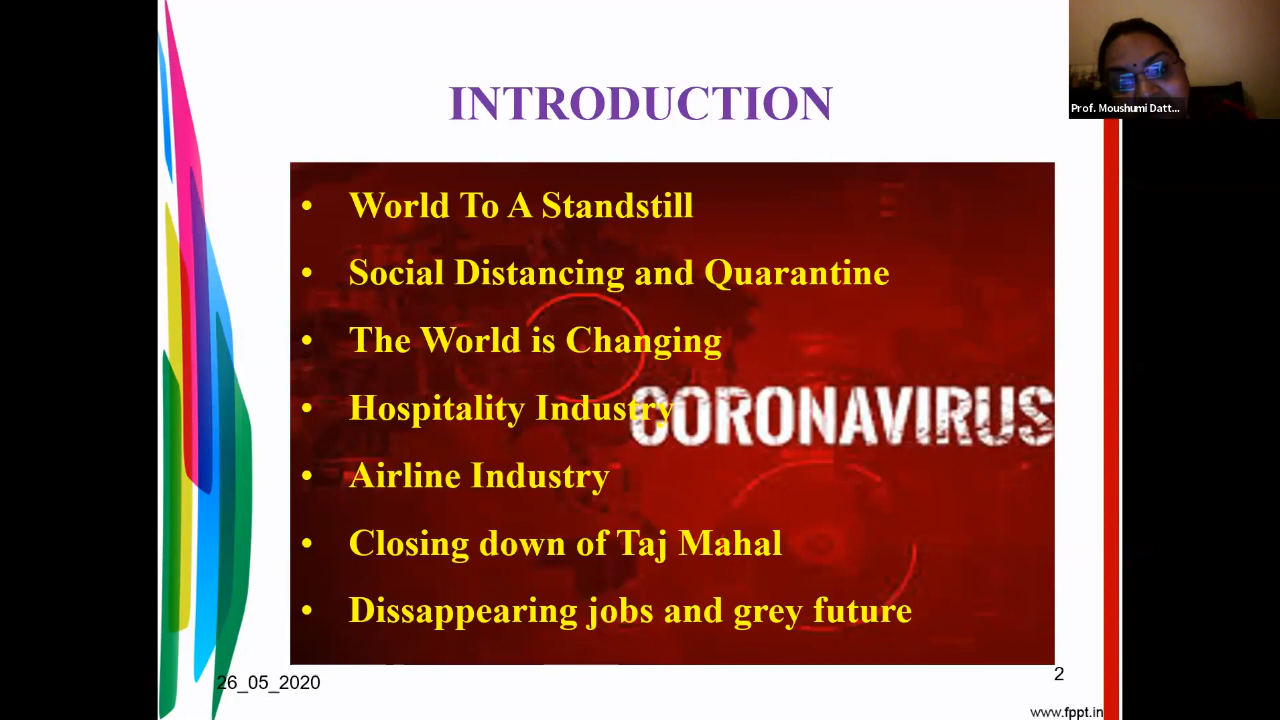 INTRODUCTION
Prof. Moushumi Datt...
• World To A Standstill
• Social Distancing and Quarantine
• The World is Changing
• Hospitality Industry
CORONAVIRUS
• Airline Industry
• Closing down of Taj Mahal
• Dissappearing jobs and grey future
26_05_2020
2
www.fppt.in